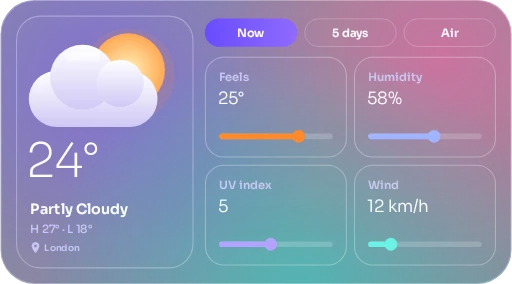 24°
Partly Cloudy
H 27° · L 18°
London
Now
5 days
Air
Feels
25°
Humidity
58%
UV index
5
Wind
12 km/h